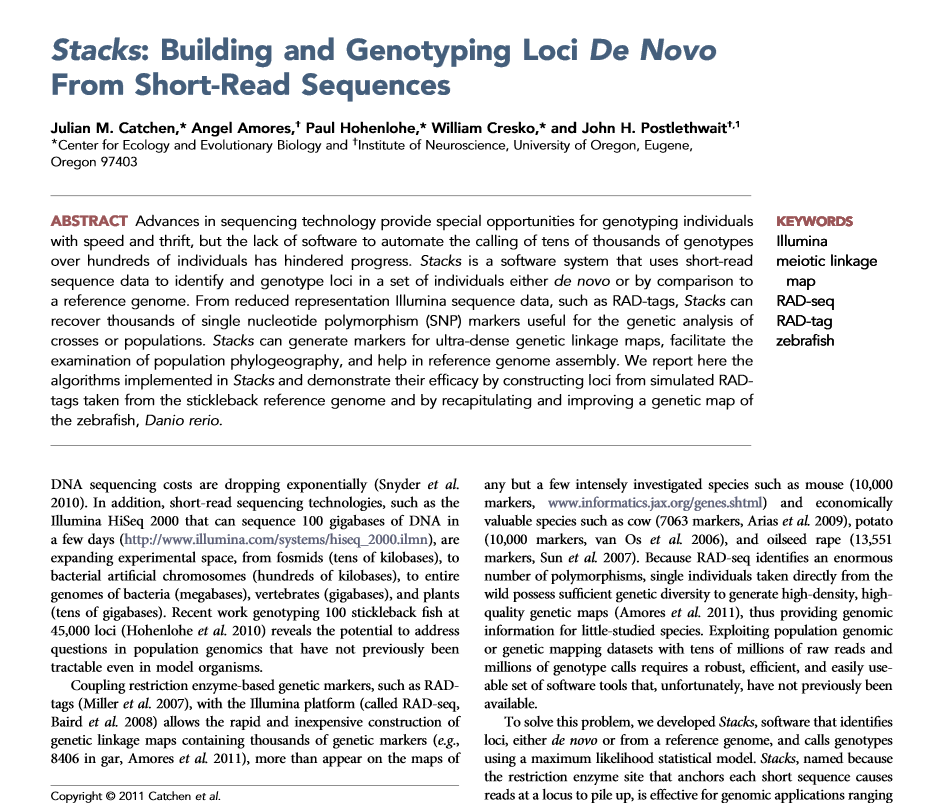 Stacks: Building and Genotyping Loci De Novo
From Short-Read Sequences
Julian M. Catchen,* Angel Amores,† Paul Hohenlohe,* William Cresko,* and John H. Postlethwait†,1
*Center for Ecology and Evolutionary Biology and †Institute of Neuroscience, University of Oregon, Eugene,
Oregon 97403
ABSTRACT Advances in sequencing technology provide special opportunities for genotyping individuals
with speed and thrift, but the lack of software to automate the calling of tens of thousands of genotypes
over hundreds of individuals has hindered progress. Stacks is a software system that uses short-read
sequence data to identify and genotype loci in a set of individuals either de novo or by comparison to
a reference genome. From reduced representation Illumina sequence data, such as RAD-tags, Stacks can
recover thousands of single nucleotide polymorphism (SNP) markers useful for the genetic analysis of
crosses or populations. Stacks can generate markers for ultra-dense genetic linkage maps, facilitate the
examination of population phylogeography, and help in reference genome assembly. We report here the
algorithms implemented in Stacks and demonstrate their efficacy by constructing loci from simulated RAD-
tags taken from the stickleback reference genome and by recapitulating and improving a genetic map of
the zebrafish, Danio rerio.
KEYWORDS
Illumina
meiotic linkage
map
RAD-seq
RAD-tag
zebrafish
DNA sequencing costs are dropping exponentially (Snyder et al.
2010). In addition, short-read sequencing technologies, such as the
Illumina HiSeq 2000 that can sequence 100 gigabases of DNA in
a few days (http://www.illumina.com/systems/hiseq_2000.ilmn), are
expanding experimental space, from fosmids (tens of kilobases), to
bacterial artificial chromosomes (hundreds of kilobases), to entire
genomes of bacteria (megabases), vertebrates (gigabases), and plants
(tens of gigabases). Recent work genotyping 100 stickleback fish at
45,000 loci (Hohenlohe et al. 2010) reveals the potential to address
questions in population genomics that have not previously been
tractable even in model organisms.
Coupling restriction enzyme-based genetic markers, such as RAD-
tags (Miller et al. 2007), with the Illumina platform (called RAD-seq,
Baird et al. 2008) allows the rapid and inexpensive construction of
genetic linkage maps containing thousands of genetic markers (e.g.,
8406 in gar, Amores et al. 2011), more than appear on the maps of
Copyright © 2011 Catchen et al.
any but a few intensely investigated species such as mouse (10,000
markers, www.informatics.jax.org/genes.shtml) and economically
valuable species such as cow (7063 markers, Arias et al. 2009), potato
(10,000 markers, van Os et al. 2006), and oilseed rape (13,551
markers, Sun et al. 2007). Because RAD-seq identifies an enormous
number of polymorphisms, single individuals taken directly from the
wild possess sufficient genetic diversity to generate high-density, high-
quality genetic maps (Amores et al. 2011), thus providing genomic
information for little-studied species. Exploiting population genomic
or genetic mapping datasets with tens of millions of raw reads and
millions of genotype calls requires a robust, efficient, and easily use-
able set of software tools that, unfortunately, have not previously been
available.
To solve this problem, we developed Stacks, software that identifies
loci, either de novo or from a reference genome, and calls genotypes
using a maximum likelihood statistical model. Stacks, named because
the restriction enzyme site that anchors each short sequence causes
reads at a locus to pile up, is effective for genomic applications ranging